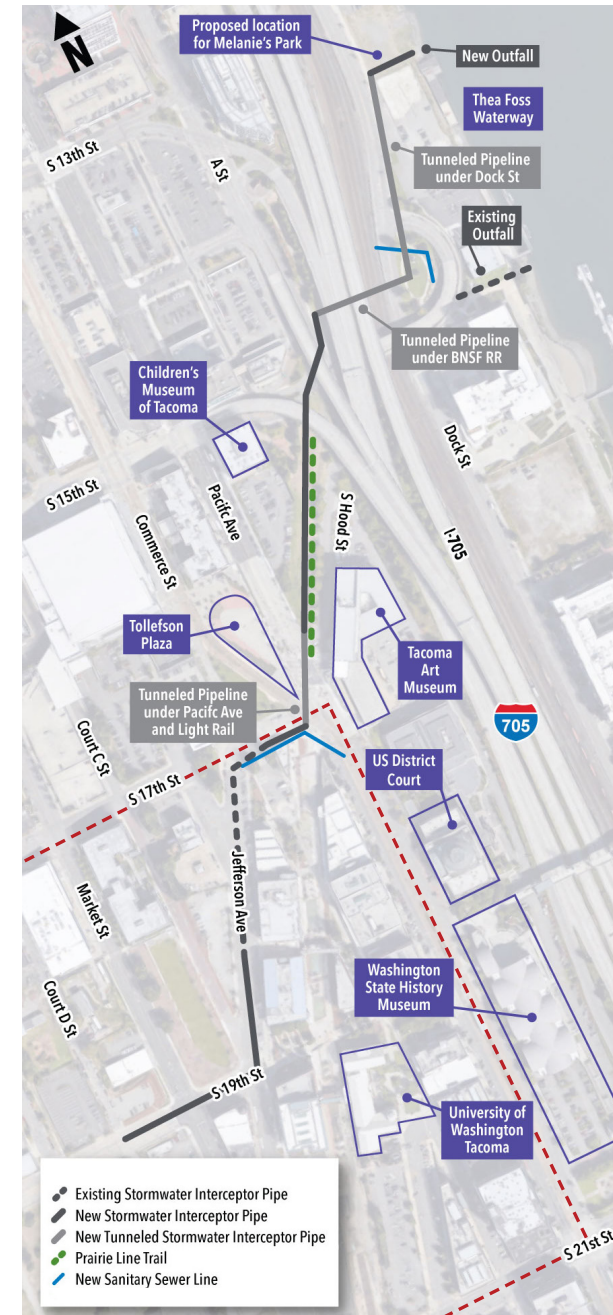 N
Proposed location
for Melanie's Park
New Outfall
Thea Foss
Waterway
S 13th St
A St
Tunneled Pipeline
under Dock St
Existing
Outfall
Tunneled Pipeline
under BNSF RR
Children's
Museum
of Tacoma
Dock St
S 15th St
Pacifc Ave
Commerce St
S Hood St
I-705
Tollefson
Plaza
Tacoma
Art
Museum
Tunneled Pipeline
under Pacifc Ave
and Light Rail
705
Court C St
S 17th St
US District
Court
Jefferson Ave
Market St
Washington
State History
Museum
Court D St
S 19th St
University of
Washington
Tacoma
S 21st St
Existing Stormwater Interceptor Pipe
New Stormwater Interceptor Pipe
New Tunneled Stormwater Interceptor Pipe
Prairie Line Trail
New Sanitary Sewer Line